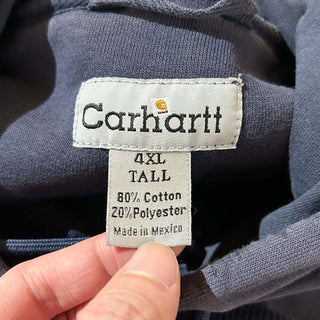 Carhartt
4XL
TALL
80% Cotton
20% Polyester
Made in Mexico